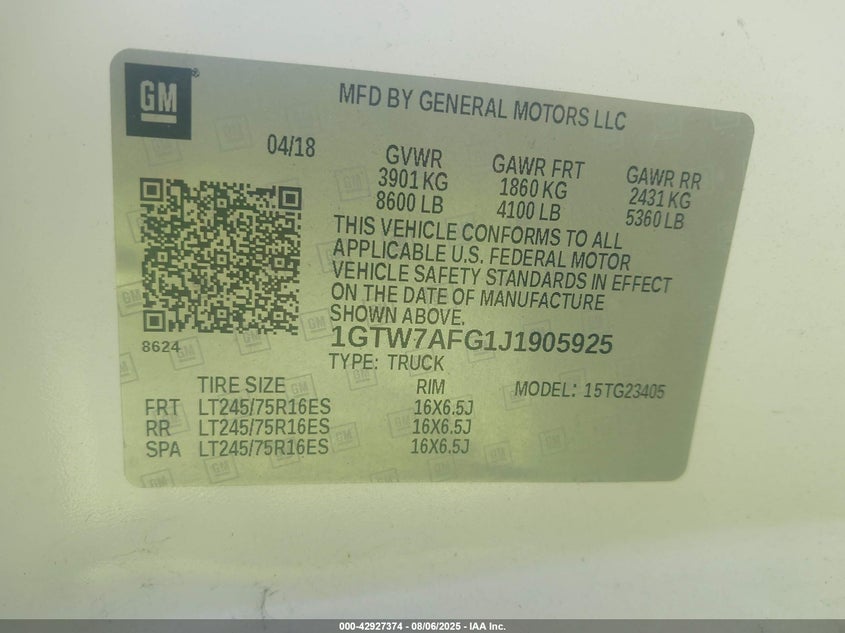 GM
MFD BY GENERAL MOTORS LLC
04/18
GVWR
3901 KG
8600 LB
GAWR FRT
1860 KG
4100 LB
GAWR RR
2431 KG
5360 LB
THIS VEHICLE CONFORMS TO ALL
APPLICABLE U.S. FEDERAL MOTOR
VEHICLE SAFETY STANDARDS IN EFFECT
ON THE DATE OF MANUFACTURE
SHOWN ABOVE.
8624
1GTW7AFG1J1905925
TYPE: TRUCK
TIRE SIZE RIM MODEL: 15TG23405
FRT LT245/75R16ES 16X6.5J
RR LT245/75R16ES 16X6.5J
SPA LT245/75R16ES 16X6.5J
000-42927374 - 08/06/2025 - IAA Inc.